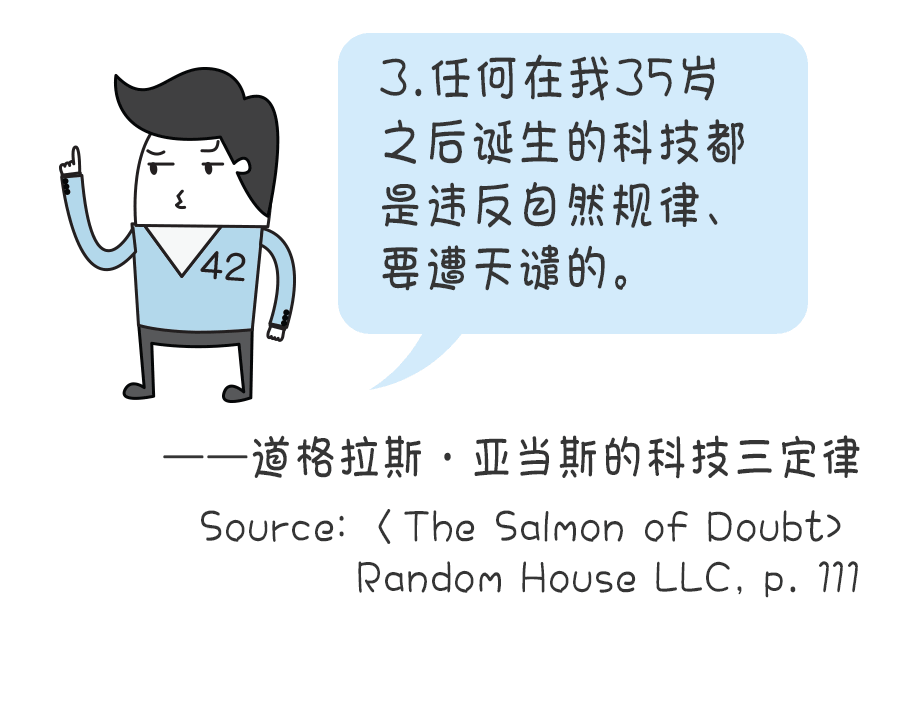 3.任何在我35岁
之后诞生的科技都
是违反自然规律、
要遭天谴的。
42
——道格拉斯·亚当斯的科技三定律
Source:〈The Salmon of Doubt〉
Random House LLC, p. 111